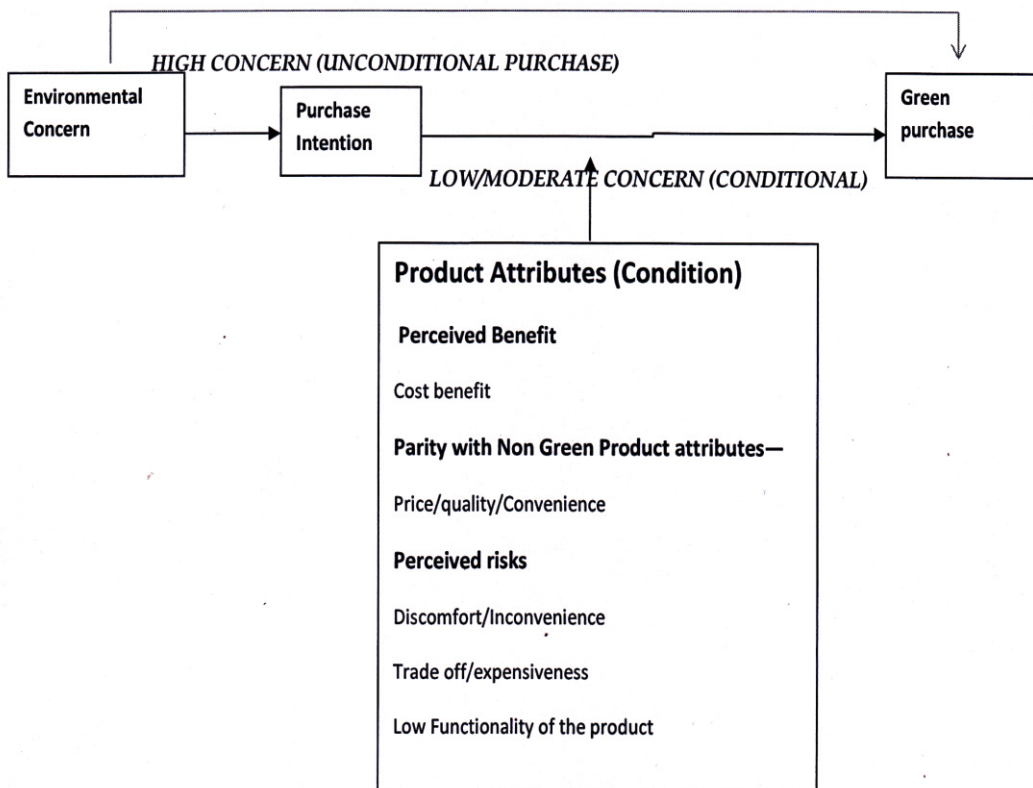 HIGH CONCERN (UNCONDITIONAL PURCHASE)
Environmental
Concern
Purchase
Intention
Green
purchase
LOW/MODERATE CONCERN (CONDITIONAL)
Product Attributes (Condition)
Perceived Benefit
Cost benefit
Parity with Non Green Product attributes—
Price/quality/Convenience
Perceived risks
Discomfort/Inconvenience
Trade off/expensiveness
Low Functionality of the product